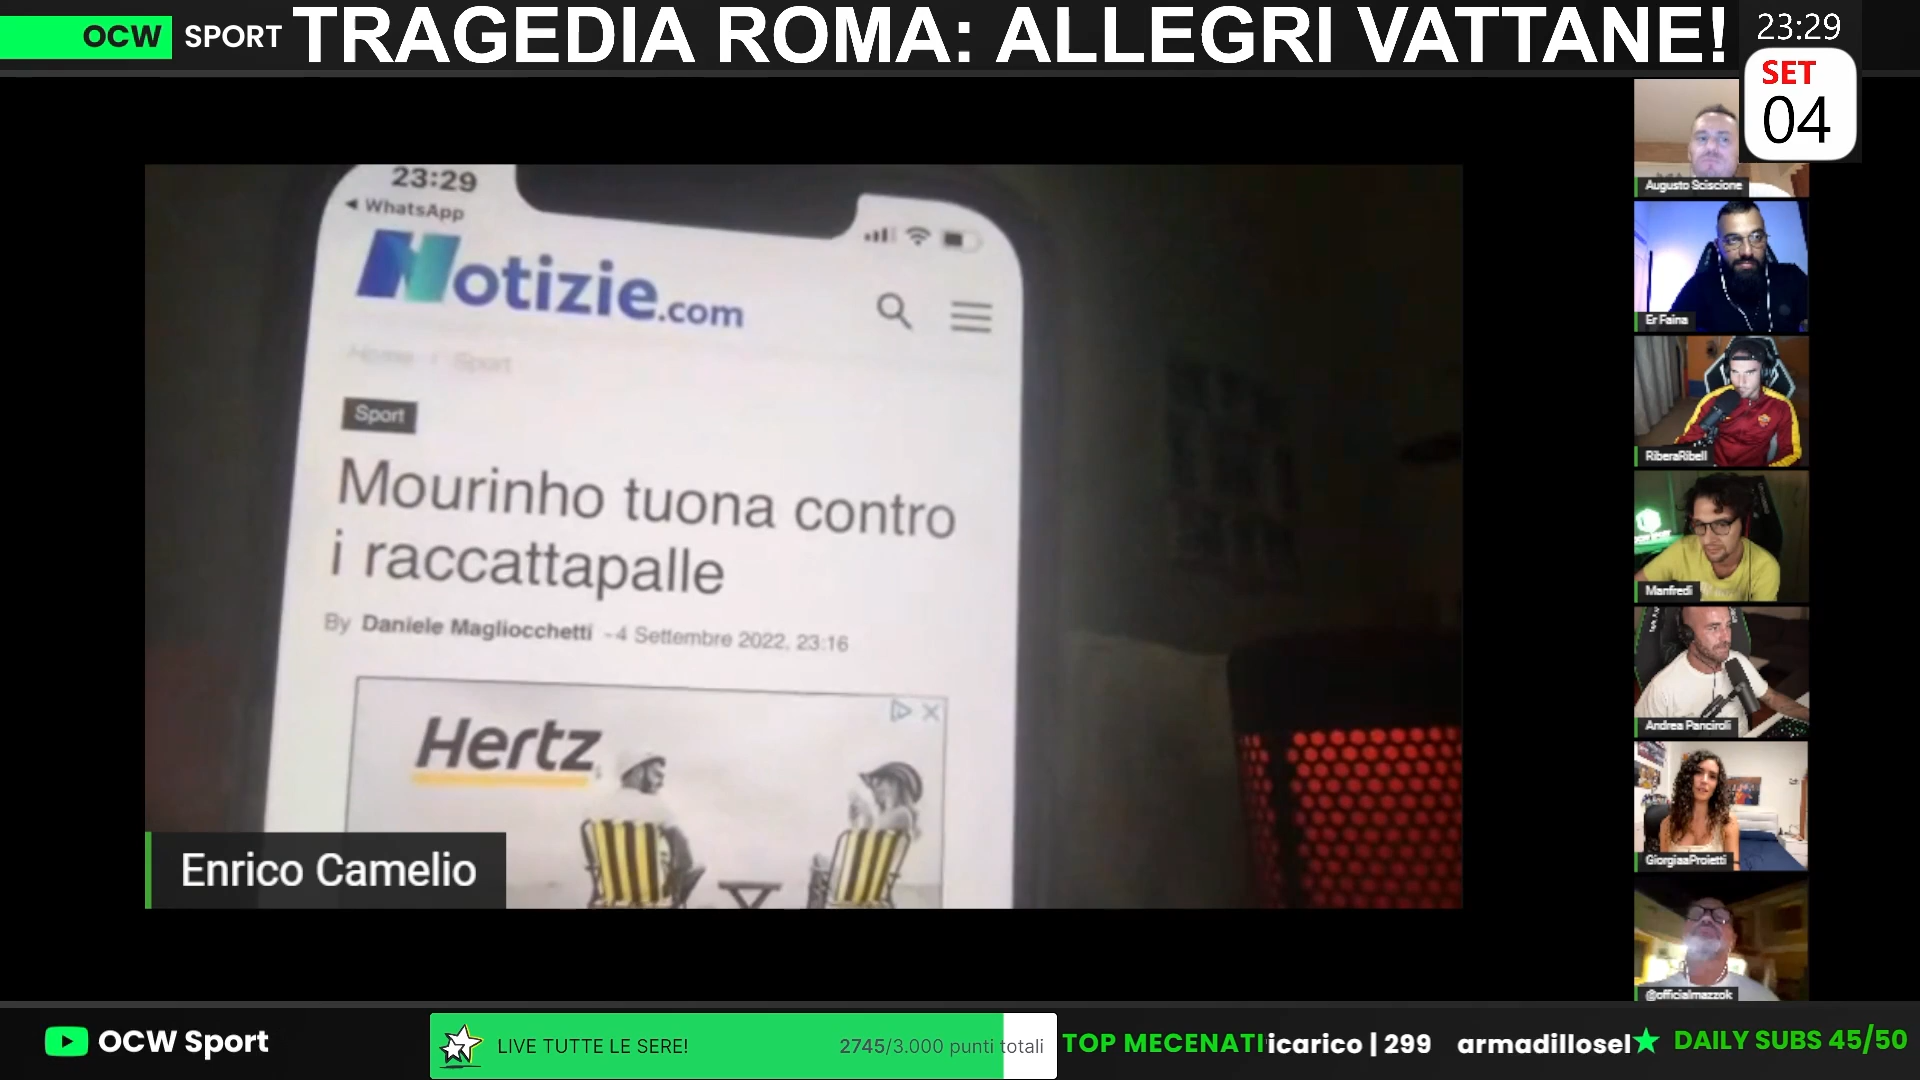 OCW SPORT TRAGEDIA ROMA: ALLEGRI VATTANE!
23:29
SET
04
23:29
◄ WhatsApp
Notizie.com
Home › Sport
Sport
Mourinho tuona contro
i raccattapalle
By Daniele Magliocchetti - 4 Settembre 2022, 23:16
Hertz
Enrico Camelio
Augusto Sciscione
Er Faina
RiberaRibell
Manfredi
Andrea Panciroli
GiorgiaaProietti
@officialmazzok
OCW Sport
LIVE TUTTE LE SERE!
2745/3.000 punti totali
TOP MECENATI
icarico | 299 armadillosel
DAILY SUBS 45/50